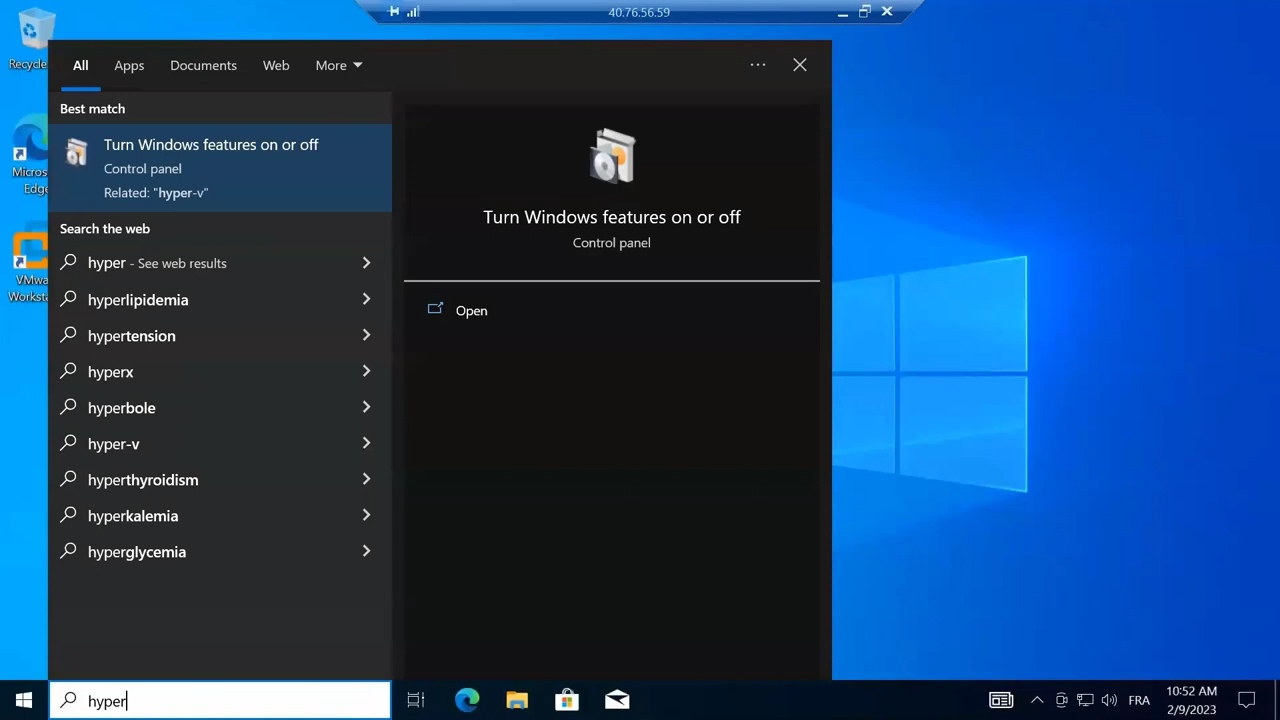 40.76.56.59
Recycle
Micros
Edge
VMwa
Worksta
All Apps Documents Web More
Best match
Turn Windows features on or off
Control panel
Related: "hyper-v"
Search the web
hyper - See web results
hyperlipidemia
hypertension
hyperx
hyperbole
hyper-v
hyperthyroidism
hyperkalemia
hyperglycemia
Turn Windows features on or off
Control panel
Open
hyper
FRA
10:52 AM
2/9/2023